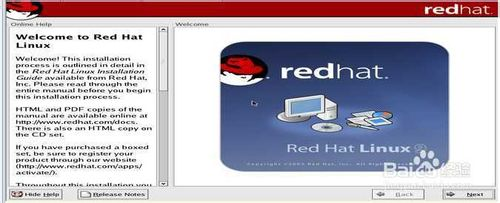 redhat.
Online Help
Welcome
Welcome to Red Hat
Linux
Welcome! This installation
process is outlined in detail in
the Red Hat Linux Installation
Guide available from Red Hat,
Inc. Please read through the
entire manual before you begin
this installation process.
HTML and PDF copies of the
manual are available online at
http://www.redhat.com/docs.
There is also an HTML copy on
the CD set.
If you have purchased a boxed
set, be sure to register your
product through our website
(http://www.redhat.com/apps/
activate/).
Throughout this installation you
redhat.
Red Hat Linux 9
Copyright ©2003 Red Hat, Inc. All Rights Reserved.
Baidu 经验
Hide Help
Release Notes
Back
Next